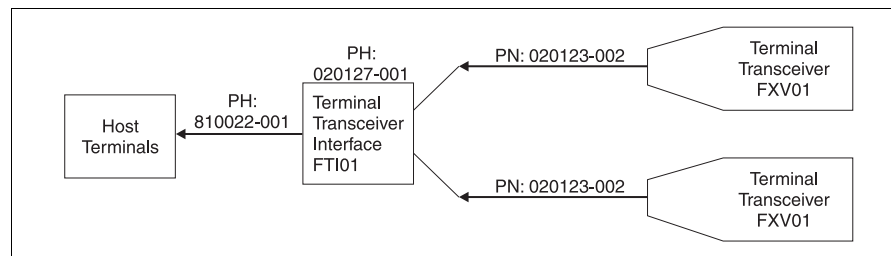 PH:
020127-001
PN: 020123-002
Terminal
Transceiver
FXV01
PH:
810022-001
Host
Terminals
Terminal
Transceiver
Interface
FTI01
PN: 020123-002
Terminal
Transceiver
FXV01